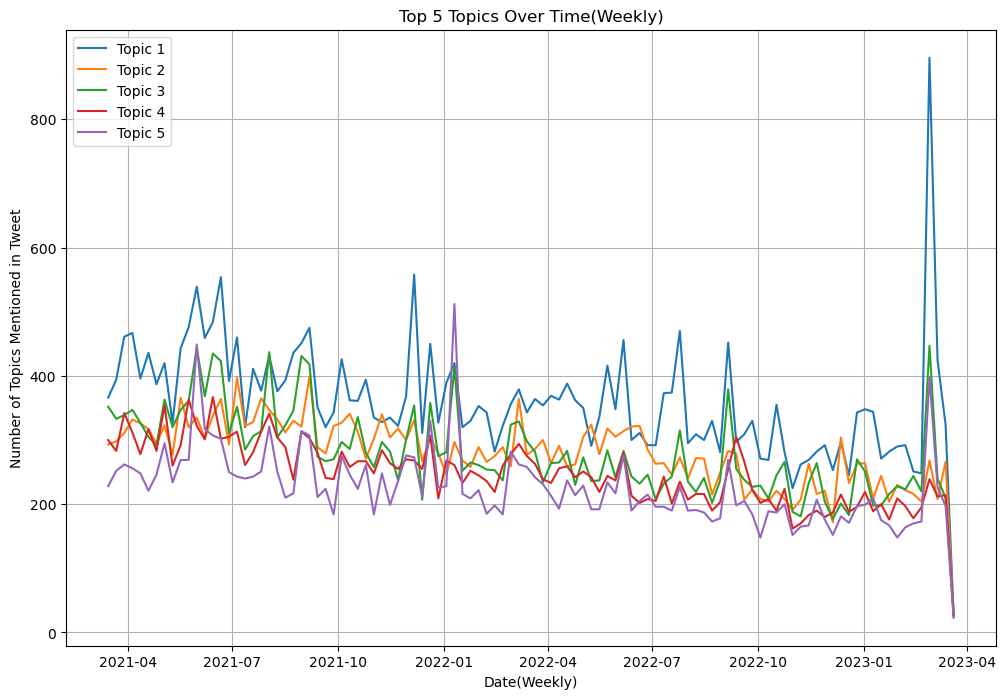 Top 5 Topics Over Time(Weekly)
Topic 1
Topic 2
Topic 3
Topic 4
Topic 5
Number of Topics Mentioned in Tweet
800
600
400
200
0
2021-04
2021-07
2021-10
2022-01
2022-04
2022-07
2022-10
2023-01
2023-04
Date(Weekly)